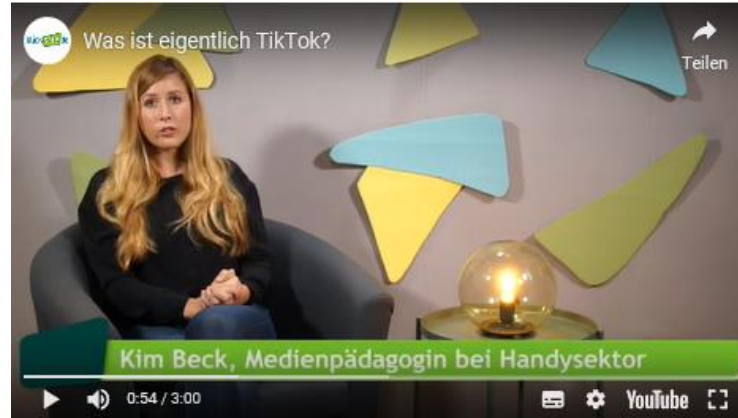 Was ist eigentlich TikTok?
Teilen
Kim Beck, Medienpädagogin bei Handysektor
0:54 / 3:00
YouTube